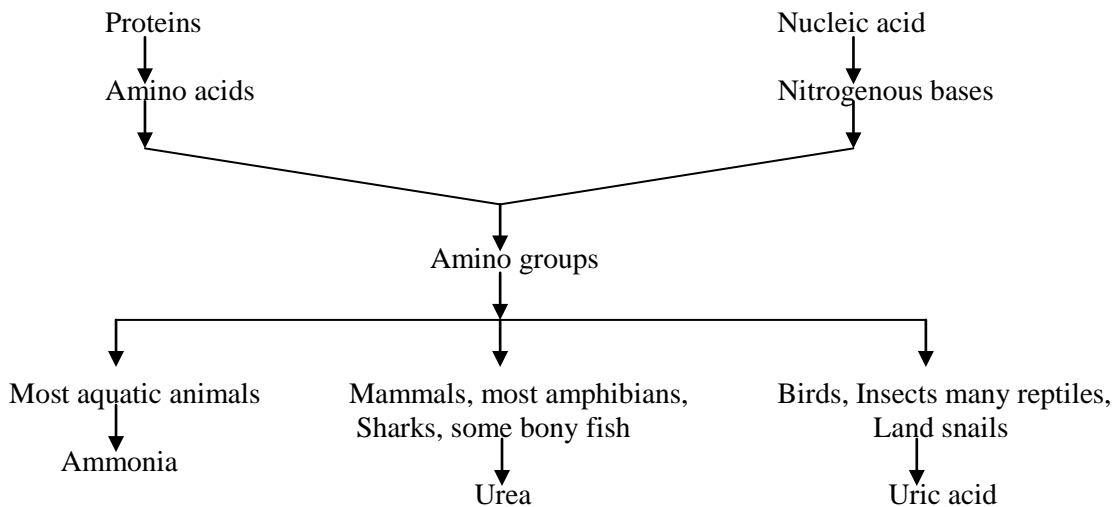 Proteins
Nucleic acid
Amino acids
Nitrogenous bases
Amino groups
Most aquatic animals
Mammals, most amphibians,
Sharks, some bony fish
Birds, Insects many reptiles,
Land snails
Ammonia
Urea
Uric acid